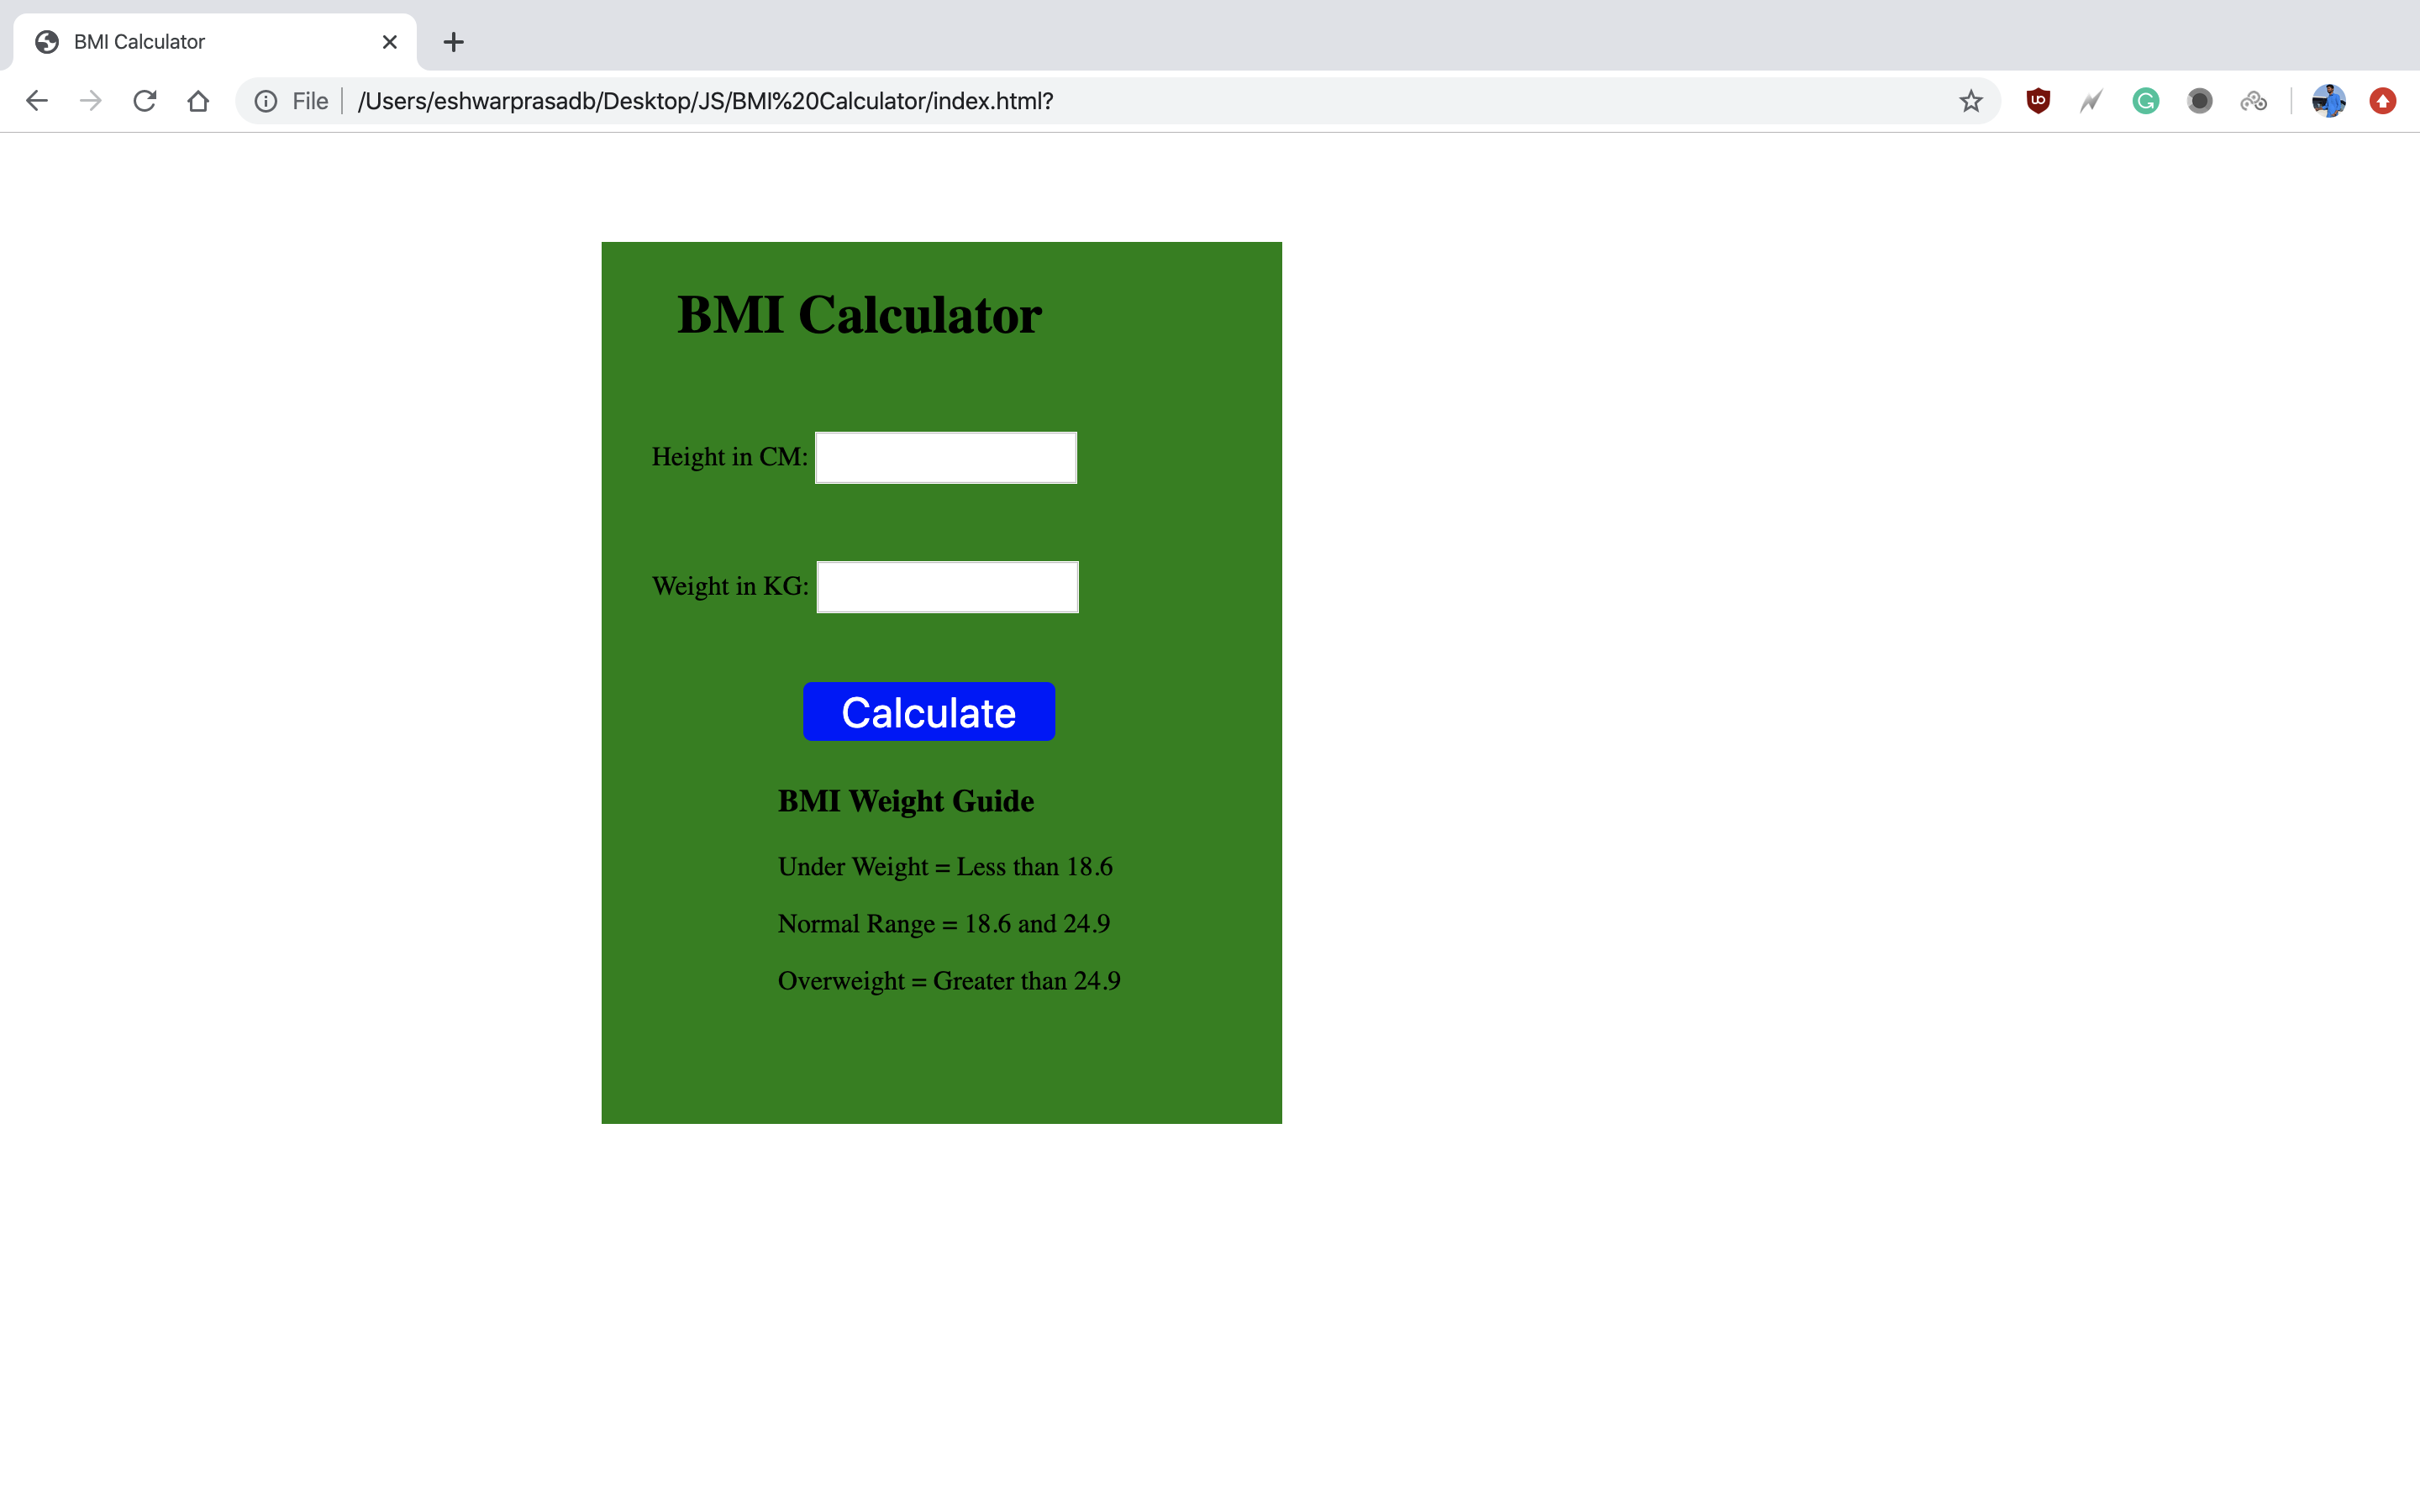 BMI Calculator
File /Users/eshwarprasadb/Desktop/JS/BMI%20Calculator/index.html?
BMI Calculator
Height in CM:
Weight in KG:
Calculate
BMI Weight Guide
Under Weight = Less than 18.6
Normal Range = 18.6 and 24.9
Overweight = Greater than 24.9